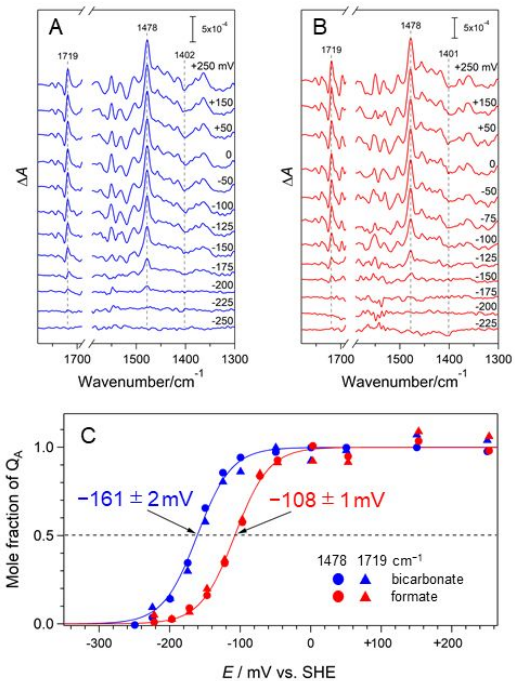 A
1478
5x10⁻⁴
1719
1402
+250 mV
+150
+50
0
-50
-100
-125
-150
-175
-200
-225
-250
ΔA
1700
1500
1400
1300
Wavenumber/cm⁻¹
B
1478
5x10⁻⁴
1719
1401
+250 mV
+150
+50
0
-50
-75
-100
-125
-150
-175
-200
-225
ΔA
1700
1500
1400
1300
Wavenumber/cm⁻¹
C
Mole fraction of Q_A
1.0
0.5
0.0
−161 ± 2 mV
−108 ± 1 mV
1478 1719 cm⁻¹
bicarbonate
formate
-300
-200
-100
0
+100
+200
E / mV vs. SHE